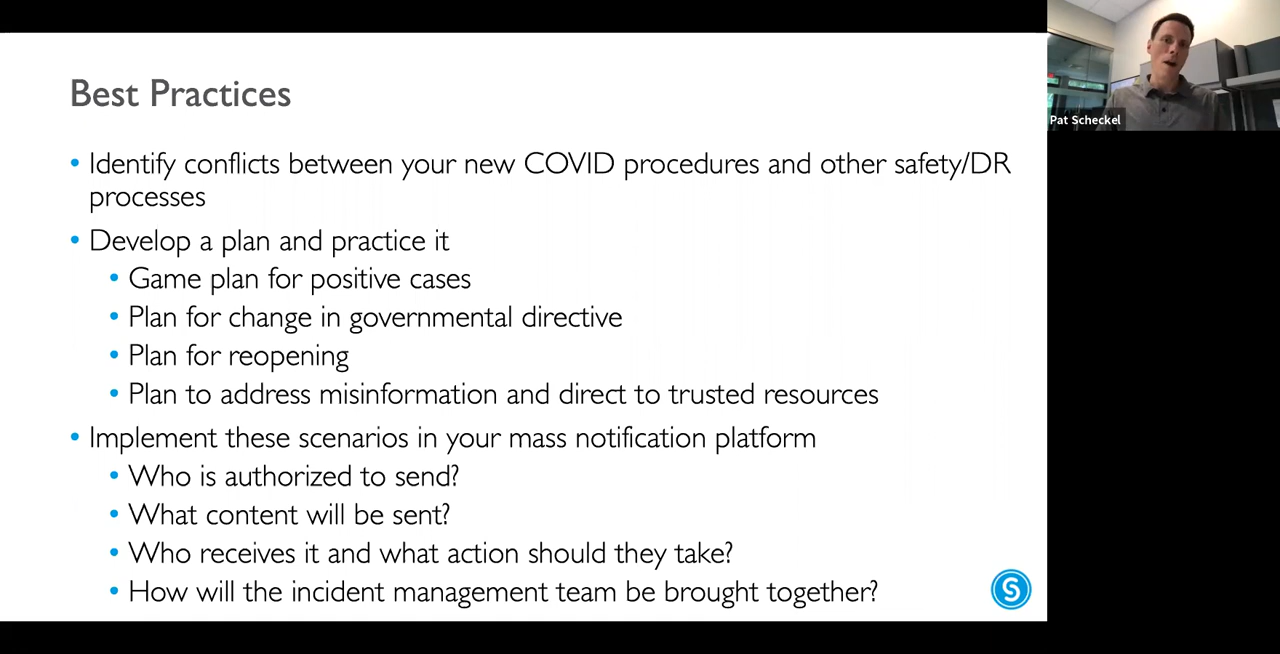 Best Practices
• Identify conflicts between your new COVID procedures and other safety/DR
processes
• Develop a plan and practice it
• Game plan for positive cases
• Plan for change in governmental directive
• Plan for reopening
• Plan to address misinformation and direct to trusted resources
• Implement these scenarios in your mass notification platform
• Who is authorized to send?
• What content will be sent?
• Who receives it and what action should they take?
• How will the incident management team be brought together?
S
Pat Scheckel